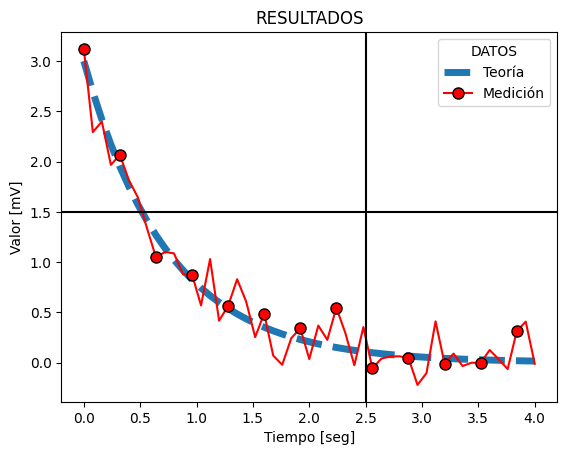 RESULTADOS
DATOS
Teoría
Medición
Valor [mV]
3.0
2.5
2.0
1.5
1.0
0.5
0.0
0.0 0.5 1.0 1.5 2.0 2.5 3.0 3.5 4.0
Tiempo [seg]